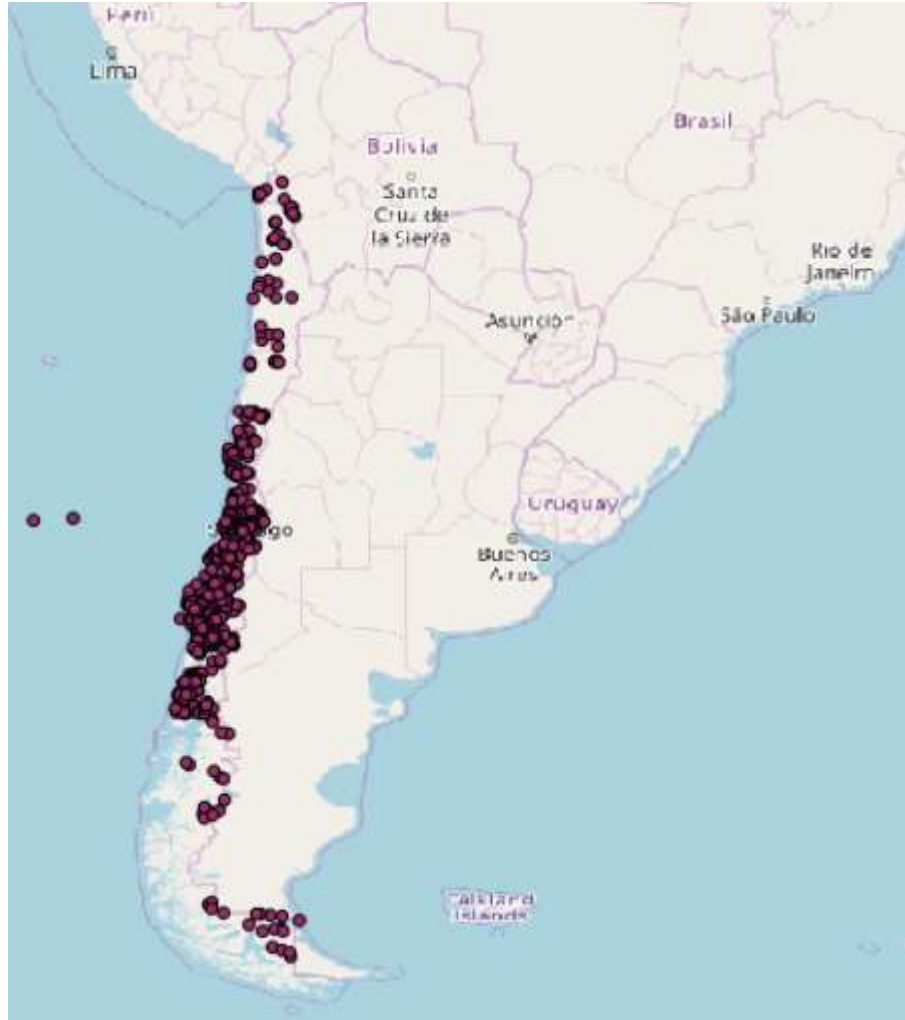 Perú
Lima
Brasil
Bolivia
Santa
Cruz de
la Sierra
Rio de
Janeiro
São Paulo
Asunción
Uruguay
Buenos
Aires
Falkland
Islands